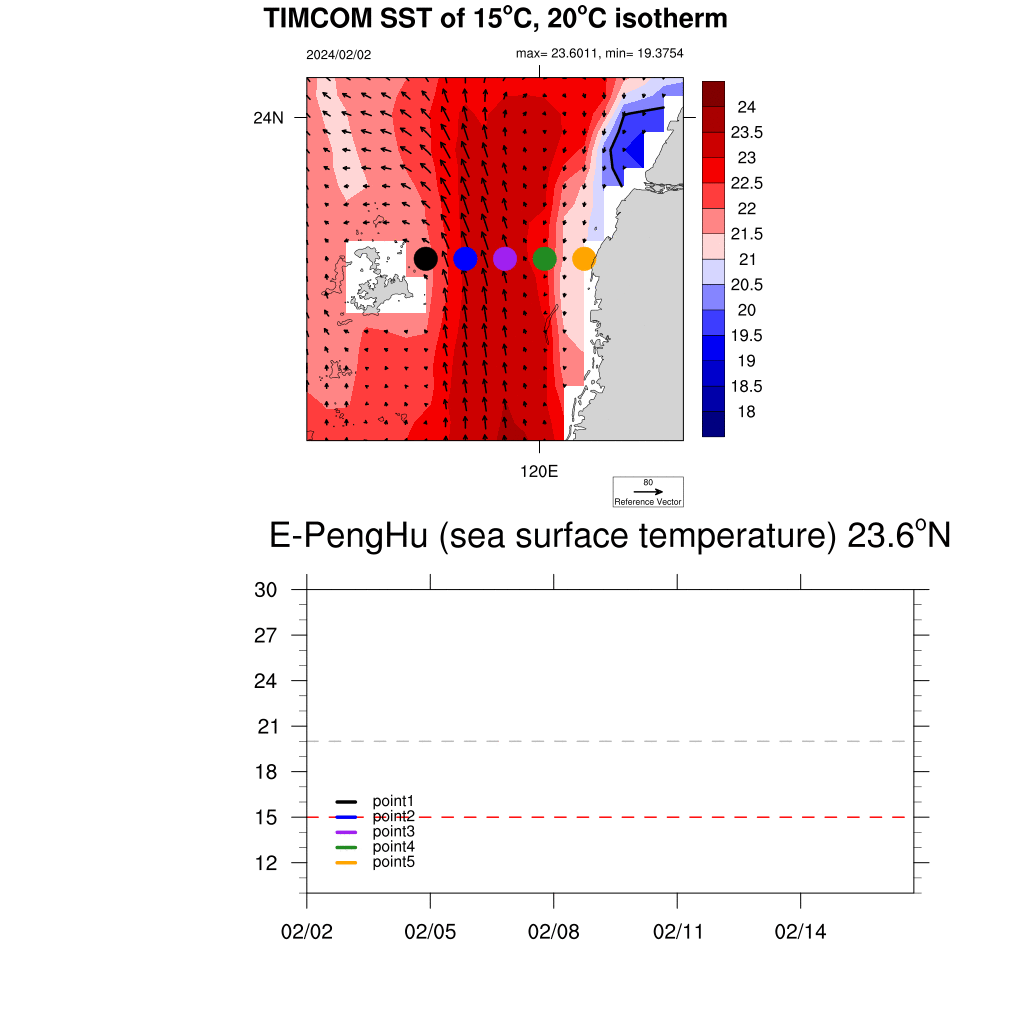 TIMCOM SST of 15°C, 20°C isotherm
2024/02/02 max= 23.6011, min= 19.3754
24N
120E
24
23.5
23
22.5
22
21.5
21
20.5
20
19.5
19
18.5
18
80
Reference Vector
E-PengHu (sea surface temperature) 23.6°N
30
27
24
21
18
15
12
point1
point2
point3
point4
point5
02/02 02/05 02/08 02/11 02/14